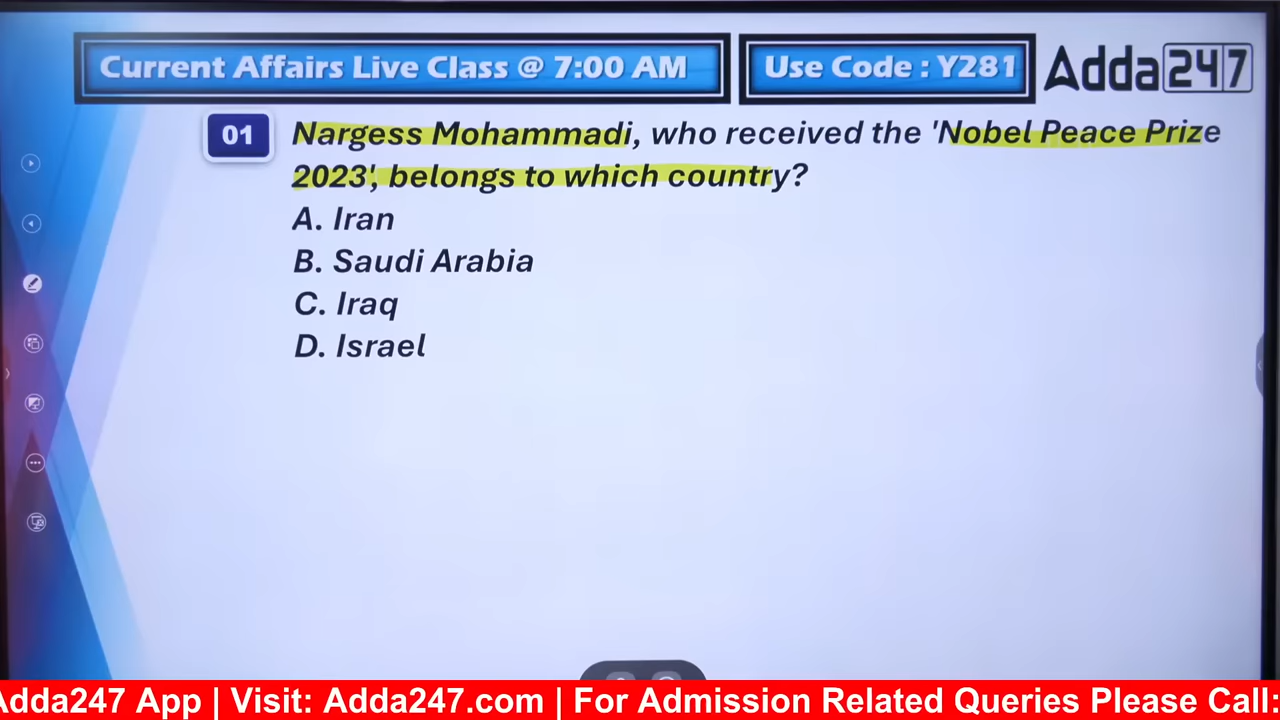 Current Affairs Live Class @ 7:00 AM
Use Code : Y281
Adda247
01
Nargess Mohammadi, who received the 'Nobel Peace Prize
2023', belongs to which country?
A. Iran
B. Saudi Arabia
C. Iraq
D. Israel
Adda247 App | Visit: Adda247.com | For Admission Related Queries Please Call: